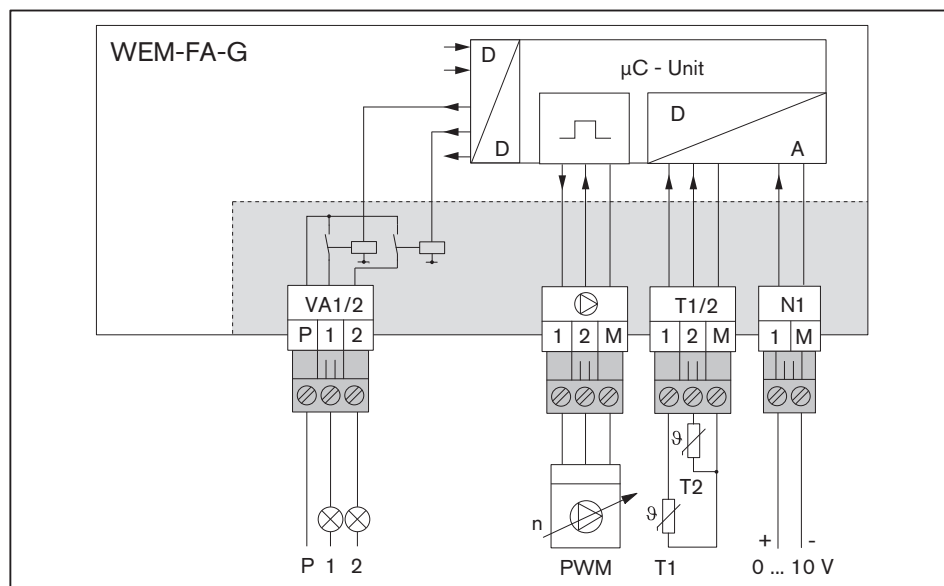 WEM-FA-G
µC - Unit
D
D
D
A
VA1/2
P 1 2
1 2 M
T1/2
1 2 M
N1
1 M
ϑ
T2
ϑ
n
+ -
P 1 2
PWM
T1
0 ... 10 V